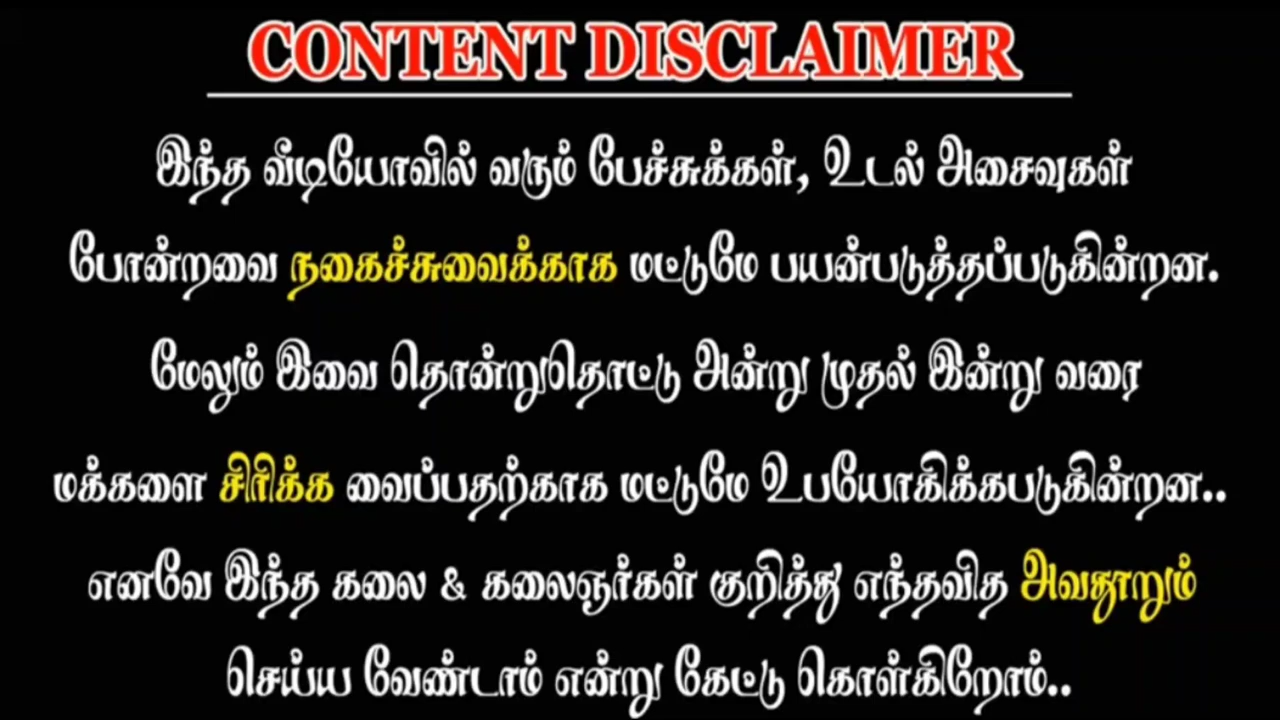 CONTENT DISCLAIMER
இந்த வீடியோவில் வரும் பேச்சுக்கள், உடல் அசைவுகள்
போன்றவை நகைச்சுவைக்காக மட்டுமே பயன்படுத்தப்படுகின்றன.
மேலும் இவை தொன்றுதொட்டு அன்று முதல் இன்று வரை
மக்களை சிரிக்க வைப்பதற்காக மட்டுமே உபயோகிக்கபடுகின்றன..
எனவே இந்த கலை & கலைஞர்கள் குறித்து எந்தவித அவதூறும்
செய்ய வேண்டாம் என்று கேட்டு கொள்கிறோம்..